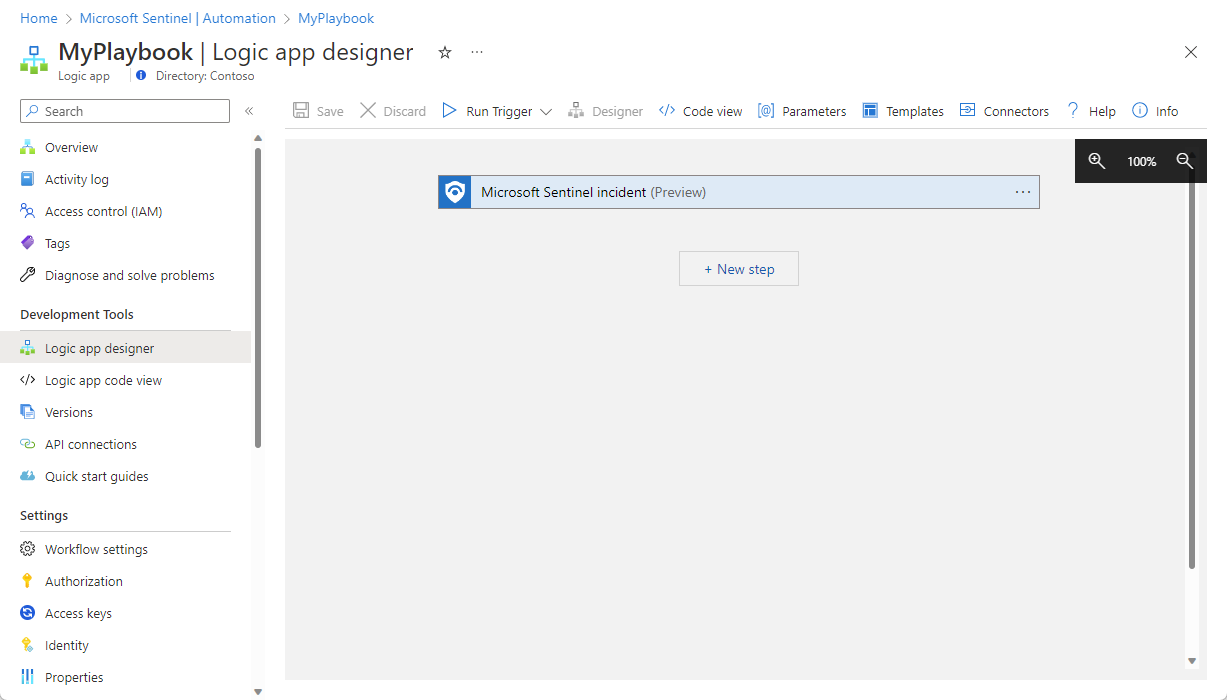 Home > Microsoft Sentinel | Automation > MyPlaybook
MyPlaybook | Logic app designer
Logic app
Directory: Contoso
Search
Save Discard Run Trigger Designer Code view Parameters Templates Connectors Help Info
Overview
Activity log
Access control (IAM)
Tags
Diagnose and solve problems
Development Tools
Logic app designer
Logic app code view
Versions
API connections
Quick start guides
Settings
Workflow settings
Authorization
Access keys
Identity
Properties
100%
Microsoft Sentinel incident (Preview)
+ New step